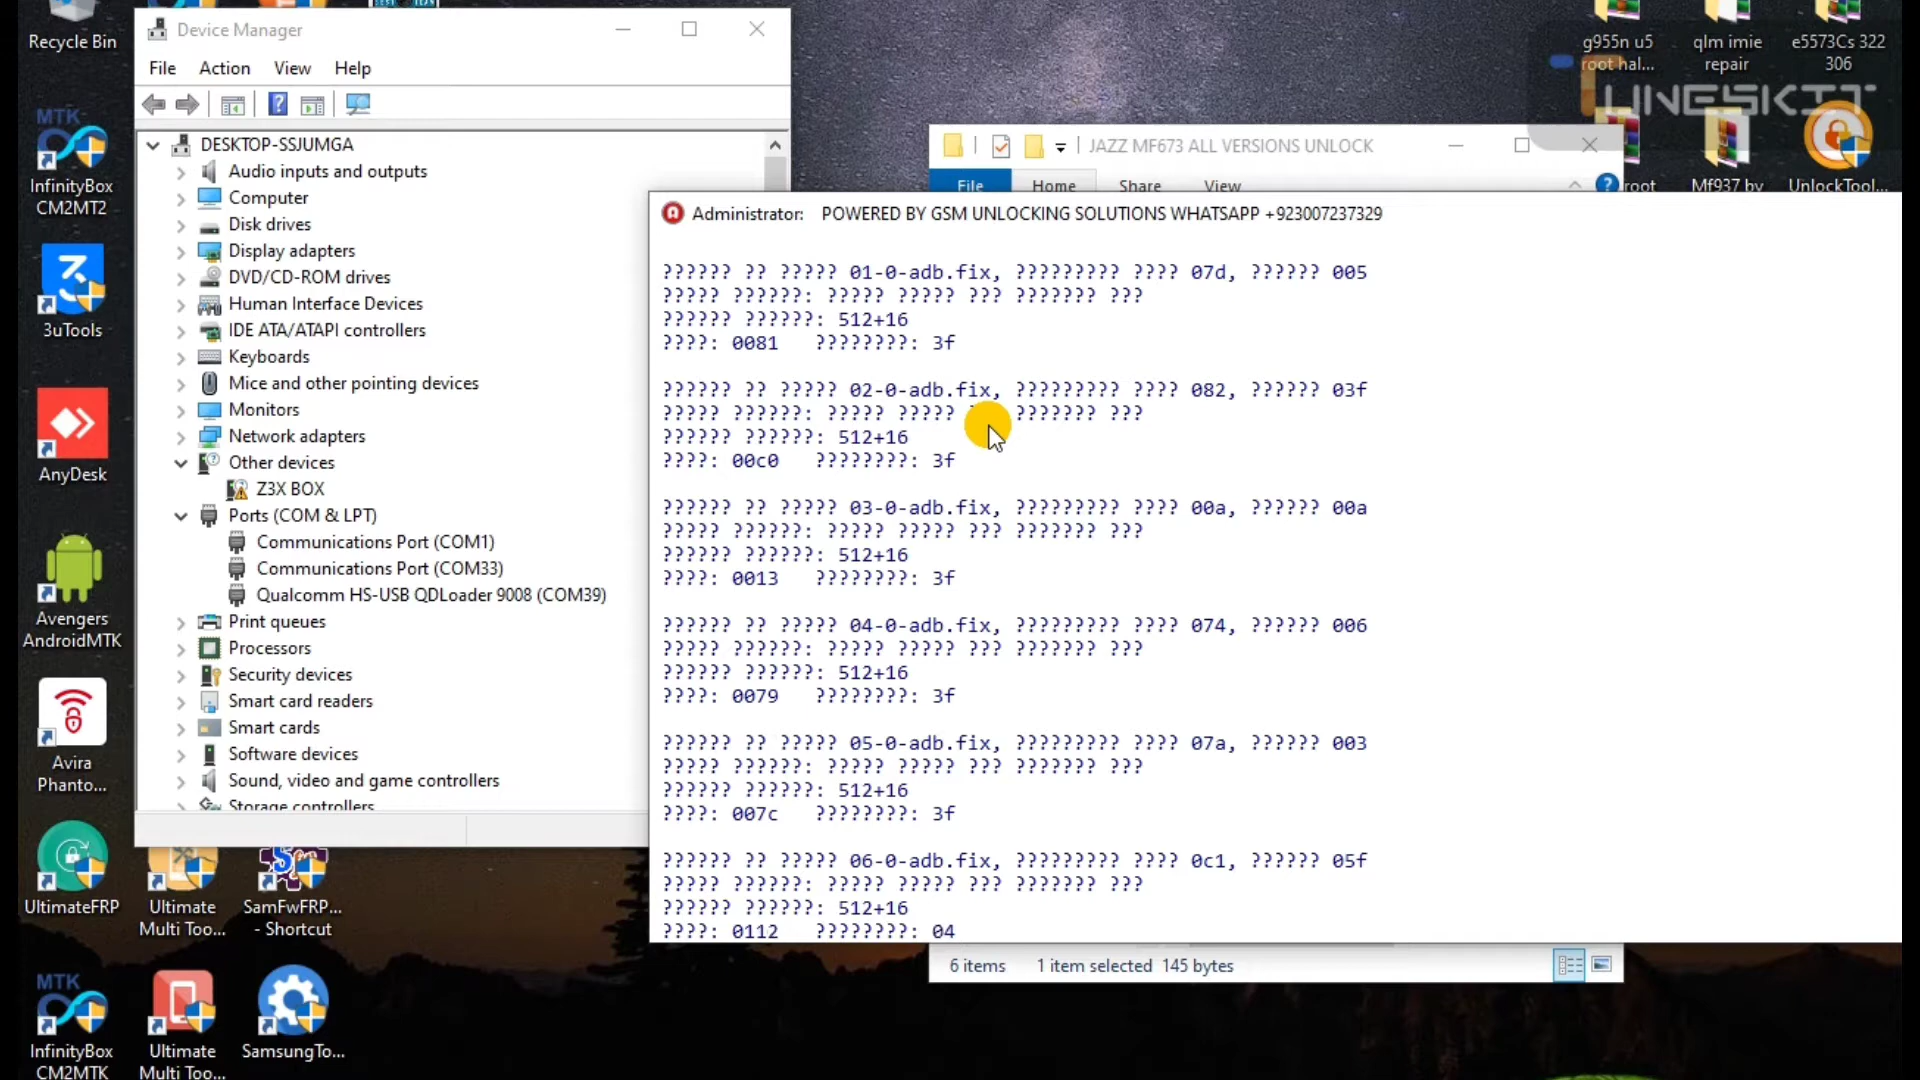 Recycle Bin
MTK
InfinityBox
CM2MT2
3uTools
AnyDesk
Avengers
AndroidMTK
Avira
Phanto...
UltimateFRP
Ultimate
Multi Too...
SamFwFRP...
- Shortcut
MTK
InfinityBox
CM2MTK
Ultimate
Multi Too...
SamsungTo...
Device Manager
File Action View Help
DESKTOP-SSJUMGA
Audio inputs and outputs
Computer
Disk drives
Display adapters
DVD/CD-ROM drives
Human Interface Devices
IDE ATA/ATAPI controllers
Keyboards
Mice and other pointing devices
Monitors
Network adapters
Other devices
Z3X BOX
Ports (COM & LPT)
Communications Port (COM1)
Communications Port (COM33)
Qualcomm HS-USB QDLoader 9008 (COM39)
Print queues
Processors
Security devices
Smart card readers
Smart cards
Software devices
Sound, video and game controllers
Storage controllers
g955n u5
root hal...
qlm imie
repair
e5573Cs 322
306
UNESKIT
root
Mf937 by
UnlockTool...
JAZZ MF673 ALL VERSIONS UNLOCK
File Home Share View
Administrator: POWERED BY GSM UNLOCKING SOLUTIONS WHATSAPP +923007237329
?????? ?? ????? 01-0-adb.fix, ????????? ???? 07d, ?????? 005
????? ??????: ????? ????? ??? ??????? ???
?????? ??????: 512+16
????: 0081 ????????: 3f
?????? ?? ????? 02-0-adb.fix, ????????? ???? 082, ?????? 03f
????? ??????: ????? ????? ??????? ???
?????? ??????: 512+16
????: 00c0 ????????: 3f
?????? ?? ????? 03-0-adb.fix, ????????? ???? 00a, ?????? 00a
????? ??????: ????? ????? ??? ??????? ???
?????? ??????: 512+16
????: 0013 ????????: 3f
?????? ?? ????? 04-0-adb.fix, ????????? ???? 074, ?????? 006
????? ??????: ????? ????? ??? ??????? ???
?????? ??????: 512+16
????: 0079 ????????: 3f
?????? ?? ????? 05-0-adb.fix, ????????? ???? 07a, ?????? 003
????? ??????: ????? ????? ??? ??????? ???
?????? ??????: 512+16
????: 007c ????????: 3f
?????? ?? ????? 06-0-adb.fix, ????????? ???? 0c1, ?????? 05f
????? ??????: ????? ????? ??? ??????? ???
?????? ??????: 512+16
????: 0112 ????????: 04
6 items 1 item selected 145 bytes